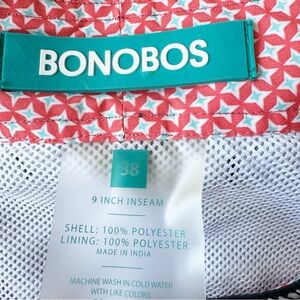 BONOBOS
38
9 INCH INSEAM
SHELL: 100% POLYESTER
LINING: 100% POLYESTER
MADE IN INDIA
MACHINE WASH IN COLD WATER
WITH LIKE COLORS